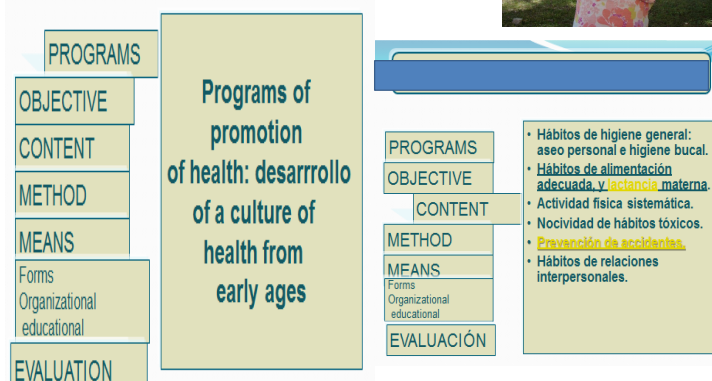 PROGRAMS
OBJECTIVE
CONTENT
METHOD
MEANS
Forms
Organizational
educational
EVALUATION
Programs of
promotion
of health: desarrrollo
of a culture of
health from
early ages
PROGRAMS
OBJECTIVE
CONTENT
METHOD
MEANS
Forms
Organizational
educational
EVALUACIÓN
• Hábitos de higiene general:
aseo personal e higiene bucal.
• Hábitos de alimentación
adecuada, y lactancia materna.
• Actividad física sistemática.
• Nocividad de hábitos tóxicos.
• Prevención de accidentes.
• Hábitos de relaciones
interpersonales.